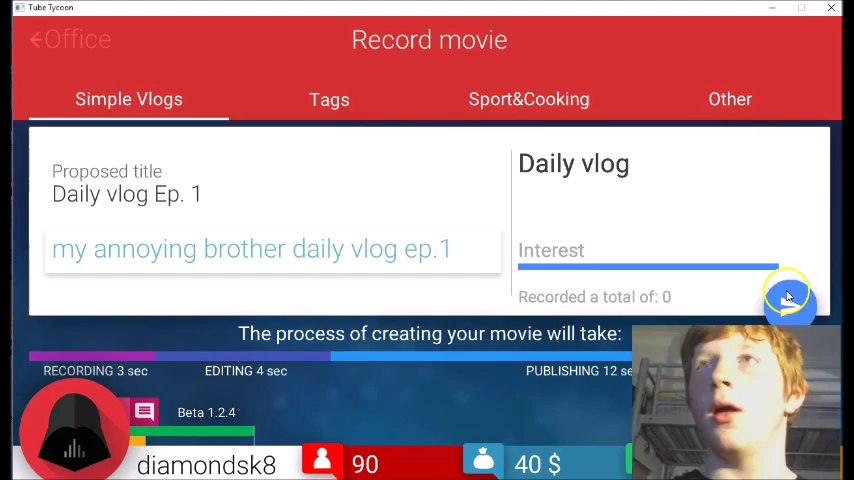 Tube Tycoon
Office
Record movie
Simple Vlogs
Tags
Sport&Cooking
Other
Proposed title
Daily vlog Ep. 1
my annoying brother daily vlog ep.1
Daily vlog
Interest
Recorded a total of: 0
The process of creating your movie will take:
RECORDING 3 sec
EDITING 4 sec
PUBLISHING 12 se
Beta 1.2.4
diamondsk8
90
40 $